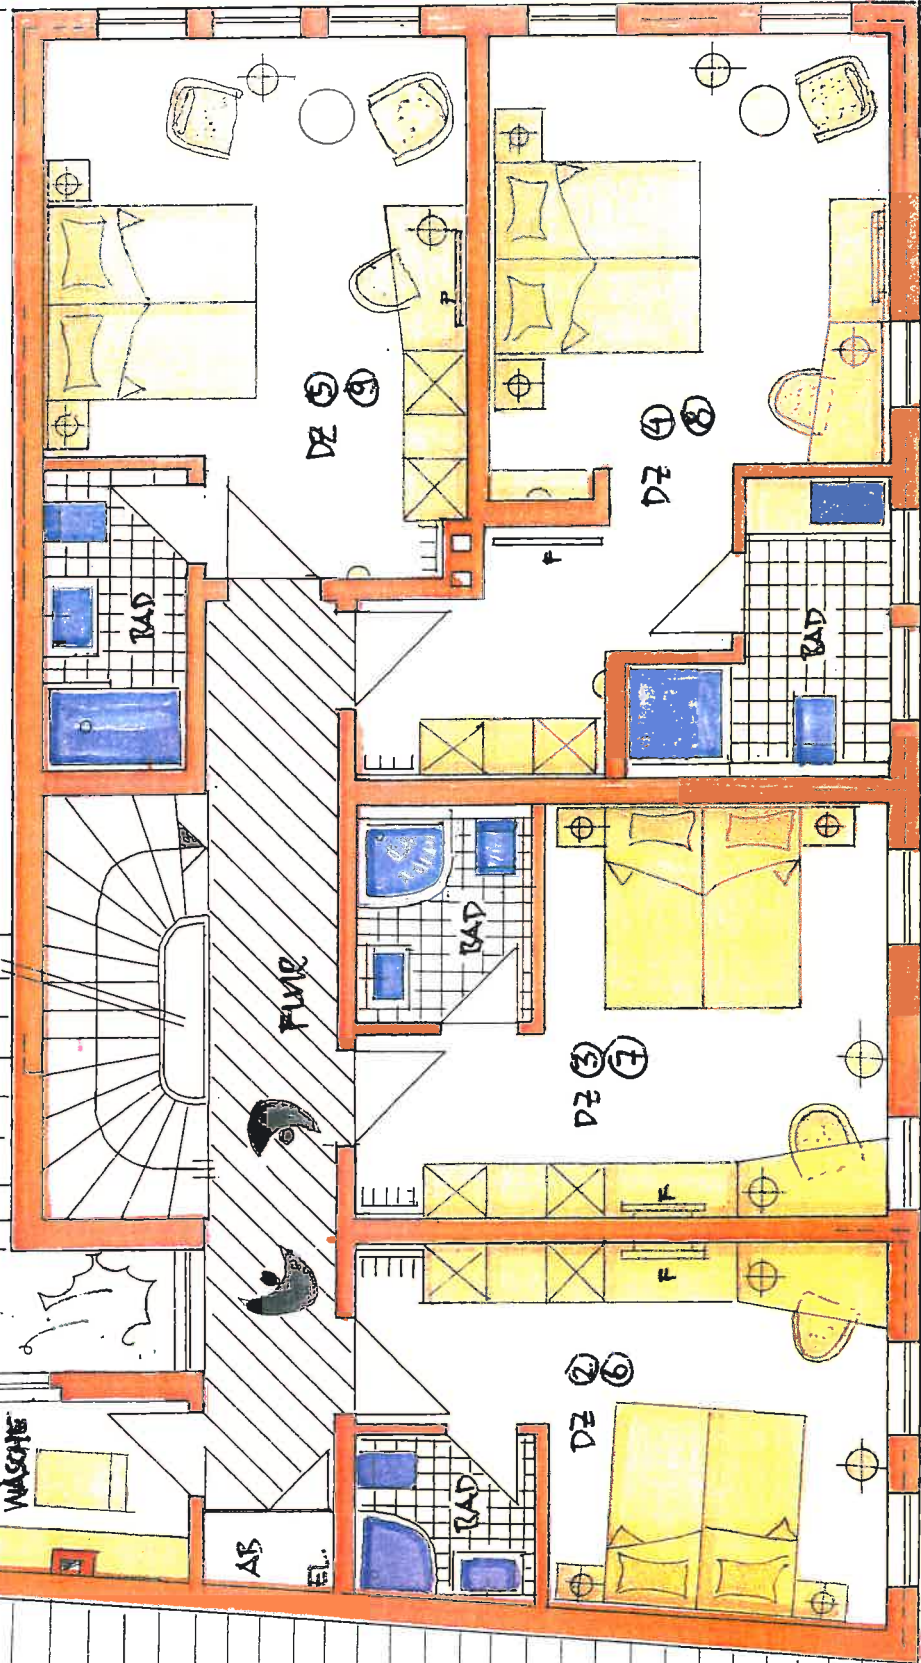 DZ ⑤
⑨
F
BAD
DZ ④
⑧
F
BAD
FLUR
BAD
DZ ③
⑦
F
F
DZ ②
⑥
BAD
WÄSCHE
AB
EL.